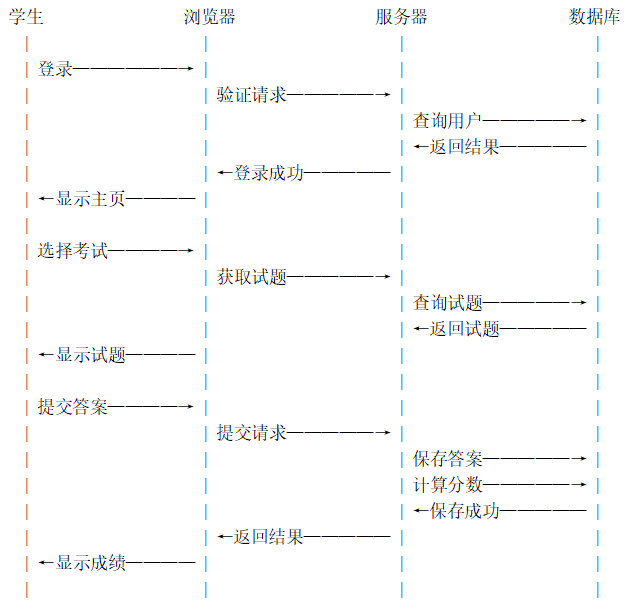 学生 浏览器 服务器 数据库
登录————————→
验证请求——————→
查询用户——————→
←返回结果—————
←登录成功—————
←显示主页————
选择考试—————→
获取试题——————→
查询试题——————→
←返回试题—————
←显示试题————
提交答案—————→
提交请求——————→
保存答案——————→
计算分数——————→
←保存成功—————
←返回结果—————
←显示成绩————